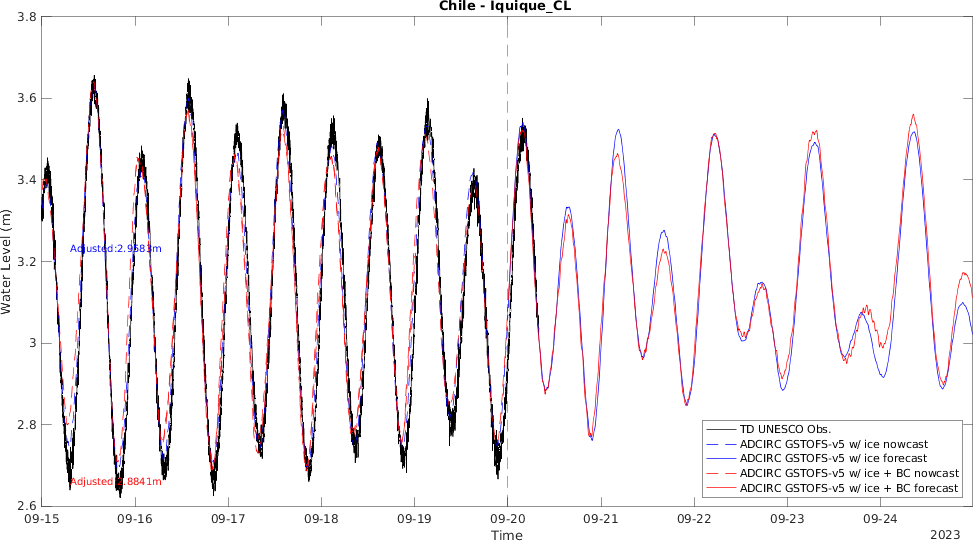 Chile - Iquique_CL
Water Level (m)
3.8
3.6
3.4
3.2
3
2.8
2.6
Adjusted:2.9583m
Adjusted:2.8841m
TD UNESCO Obs.
ADCIRC GSTOFS-v5 w/ ice nowcast
ADCIRC GSTOFS-v5 w/ ice forecast
ADCIRC GSTOFS-v5 w/ ice + BC nowcast
ADCIRC GSTOFS-v5 w/ ice + BC forecast
09-15 09-16 09-17 09-18 09-19 09-20 09-21 09-22 09-23 09-24
Time
2023